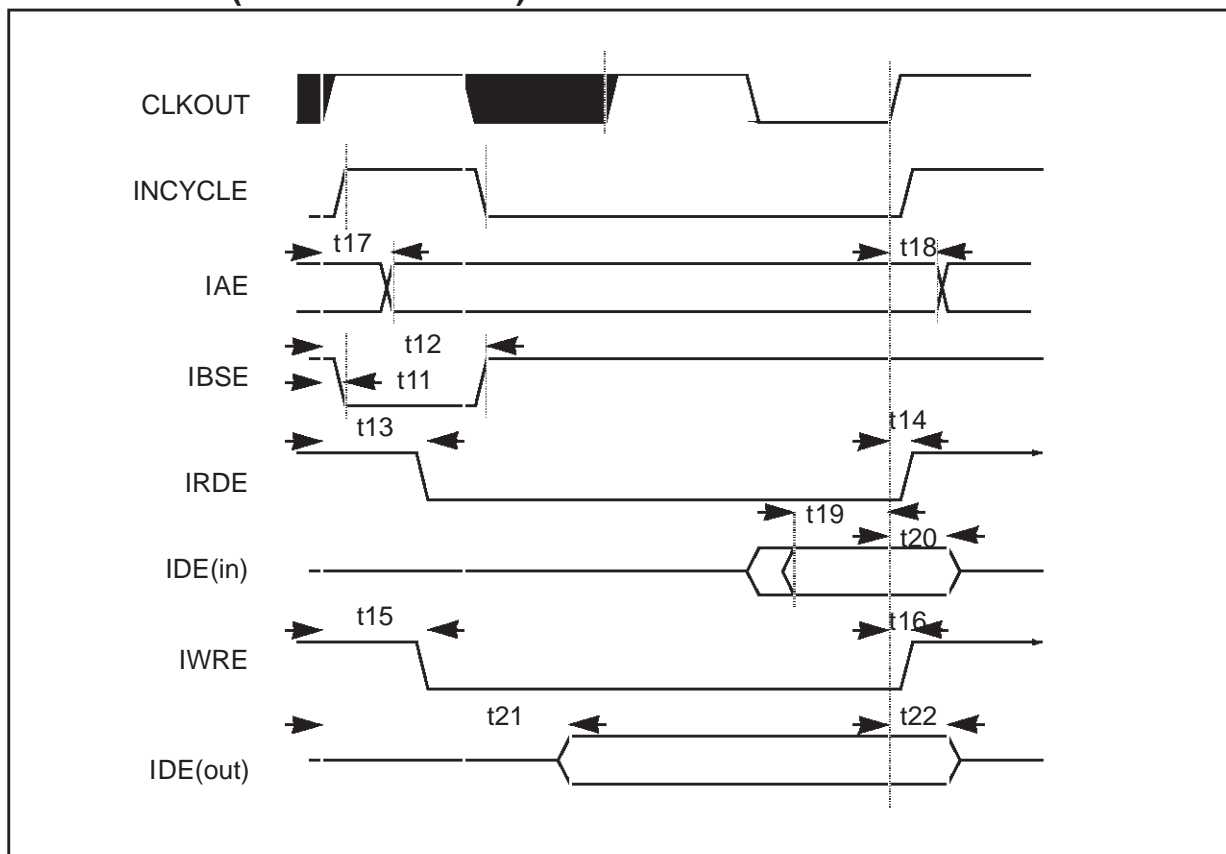 CLKOUT
INCYCLE
t17
t18
IAE
t12
IBSE
t11
t13
t14
IRDE
t19
t20
IDE(in)
t15
t16
IWRE
t21
t22
IDE(out)